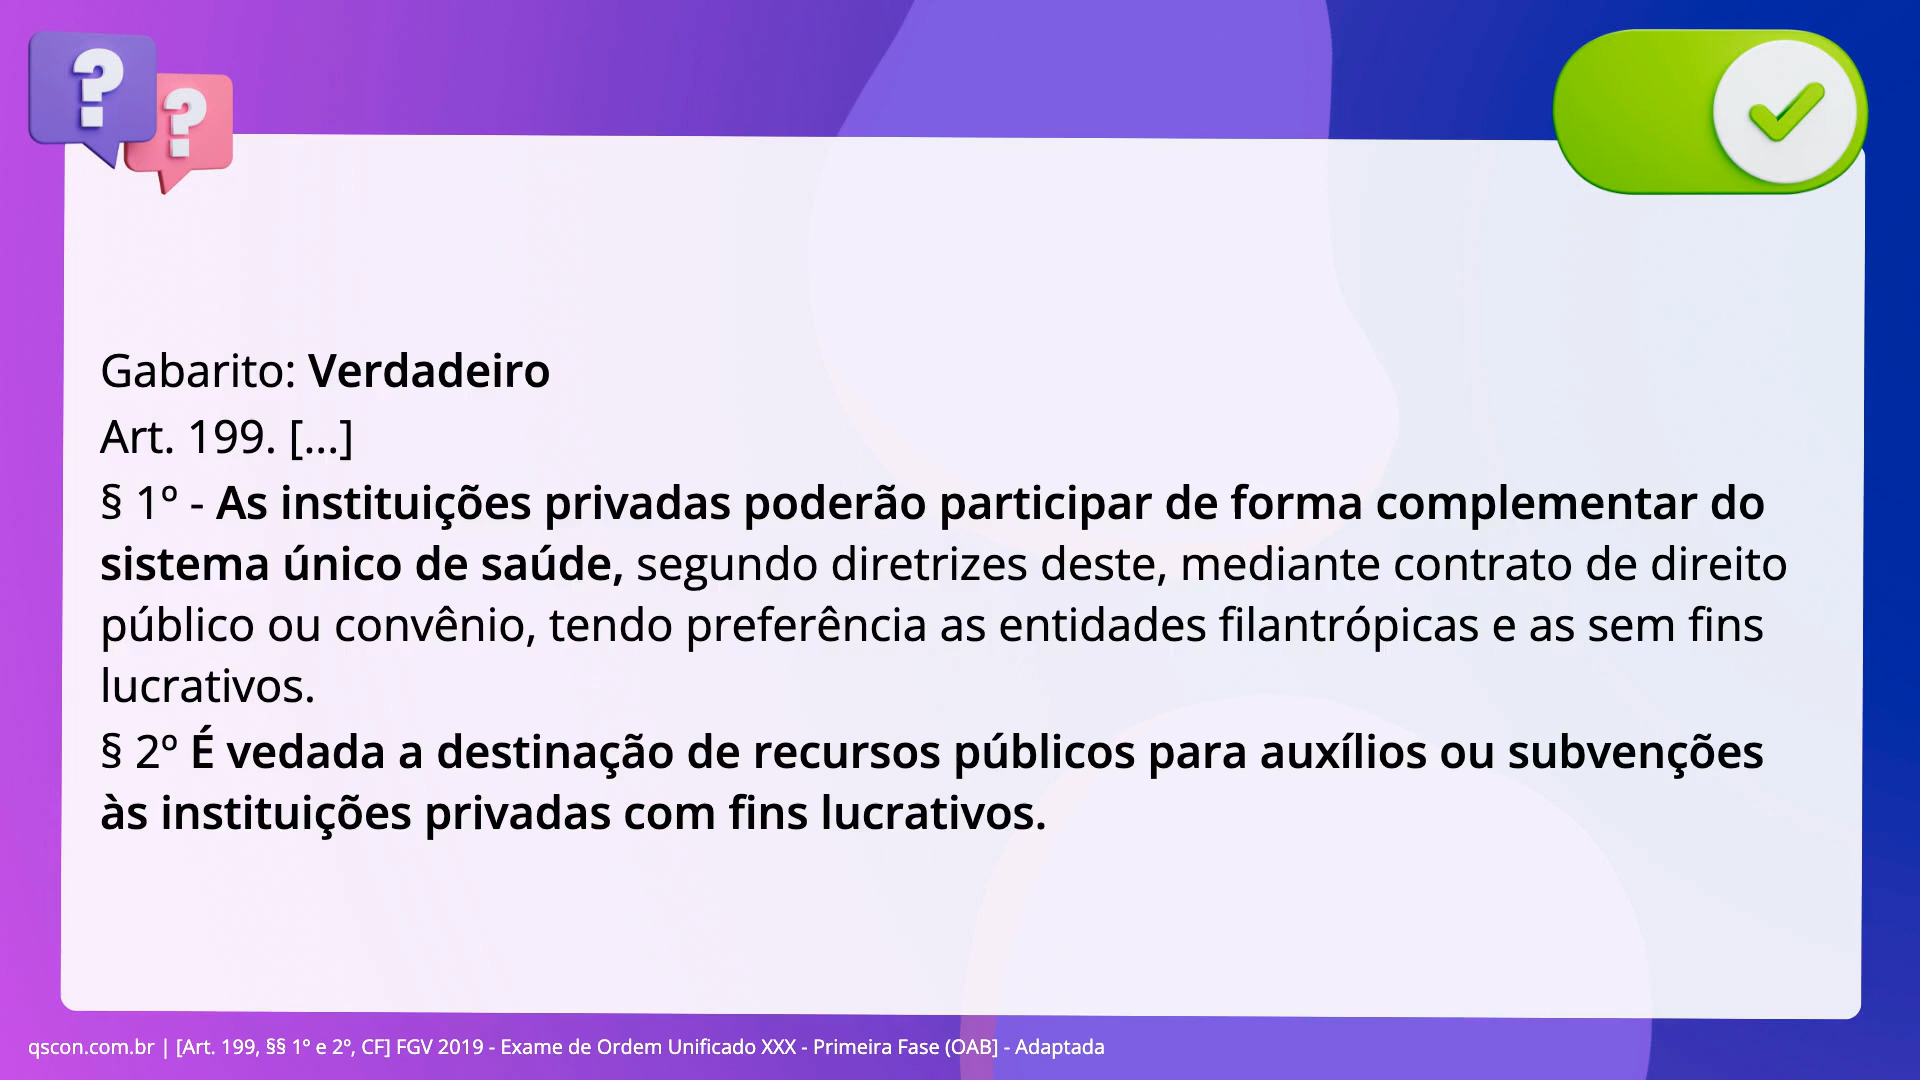 Gabarito: Verdadeiro
Art. 199. [...]
§ 1º - As instituições privadas poderão participar de forma complementar do
sistema único de saúde, segundo diretrizes deste, mediante contrato de direito
público ou convênio, tendo preferência as entidades filantrópicas e as sem fins
lucrativos.
§ 2º É vedada a destinação de recursos públicos para auxílios ou subvenções
às instituições privadas com fins lucrativos.
qscon.com.br | [Art. 199, §§ 1º e 2º, CF] FGV 2019 - Exame de Ordem Unificado XXX - Primeira Fase (OAB] - Adaptada